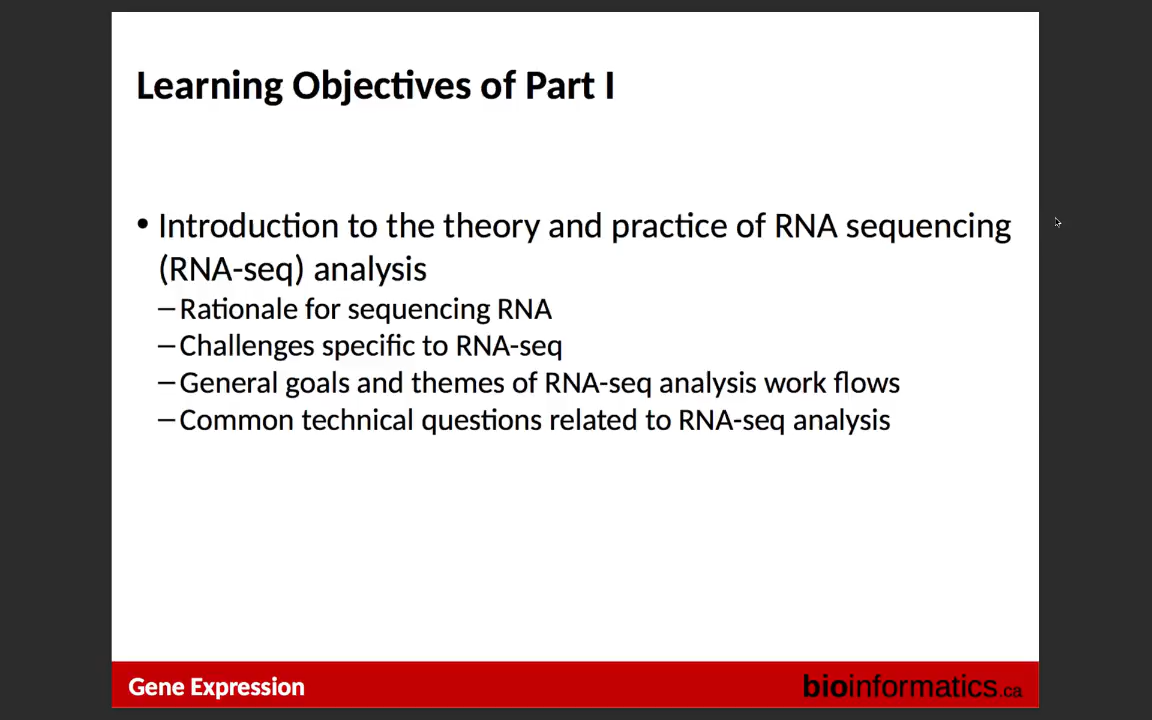 Learning Objectives of Part I
• Introduction to the theory and practice of RNA sequencing
(RNA-seq) analysis
– Rationale for sequencing RNA
– Challenges specific to RNA-seq
– General goals and themes of RNA-seq analysis work flows
– Common technical questions related to RNA-seq analysis
Gene Expression
bioinformatics.ca